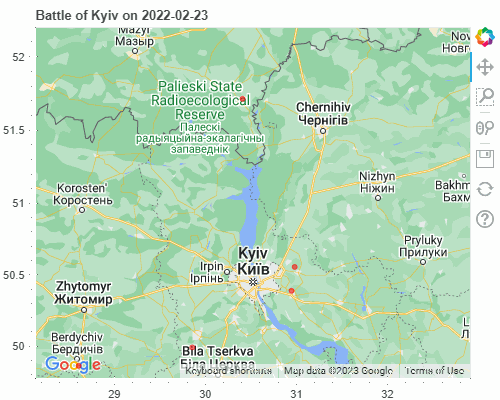 Battle of Kyiv on 2022-02-23
Mazyr
Мазыр
Novh
Новг
52
Palieski State
Radioecological
Reserve
Палескі
радыяцыйна-экалагічны
запаведнік
Chernihiv
Чернігів
51.5
Korosten'
Коростень
Nizhyn
Ніжин
Bakhm
Бахм
51
Kyiv
Київ
Pryluky
Прилуки
Irpin
Ірпінь
50.5
Zhytomyr
Житомир
Berdychiv
Бердичів
Bila Tserkva
Біла Церква
50
Google
Keyboard shortcuts
Map data ©2023 Google
Terms of Use
29
30
31
32